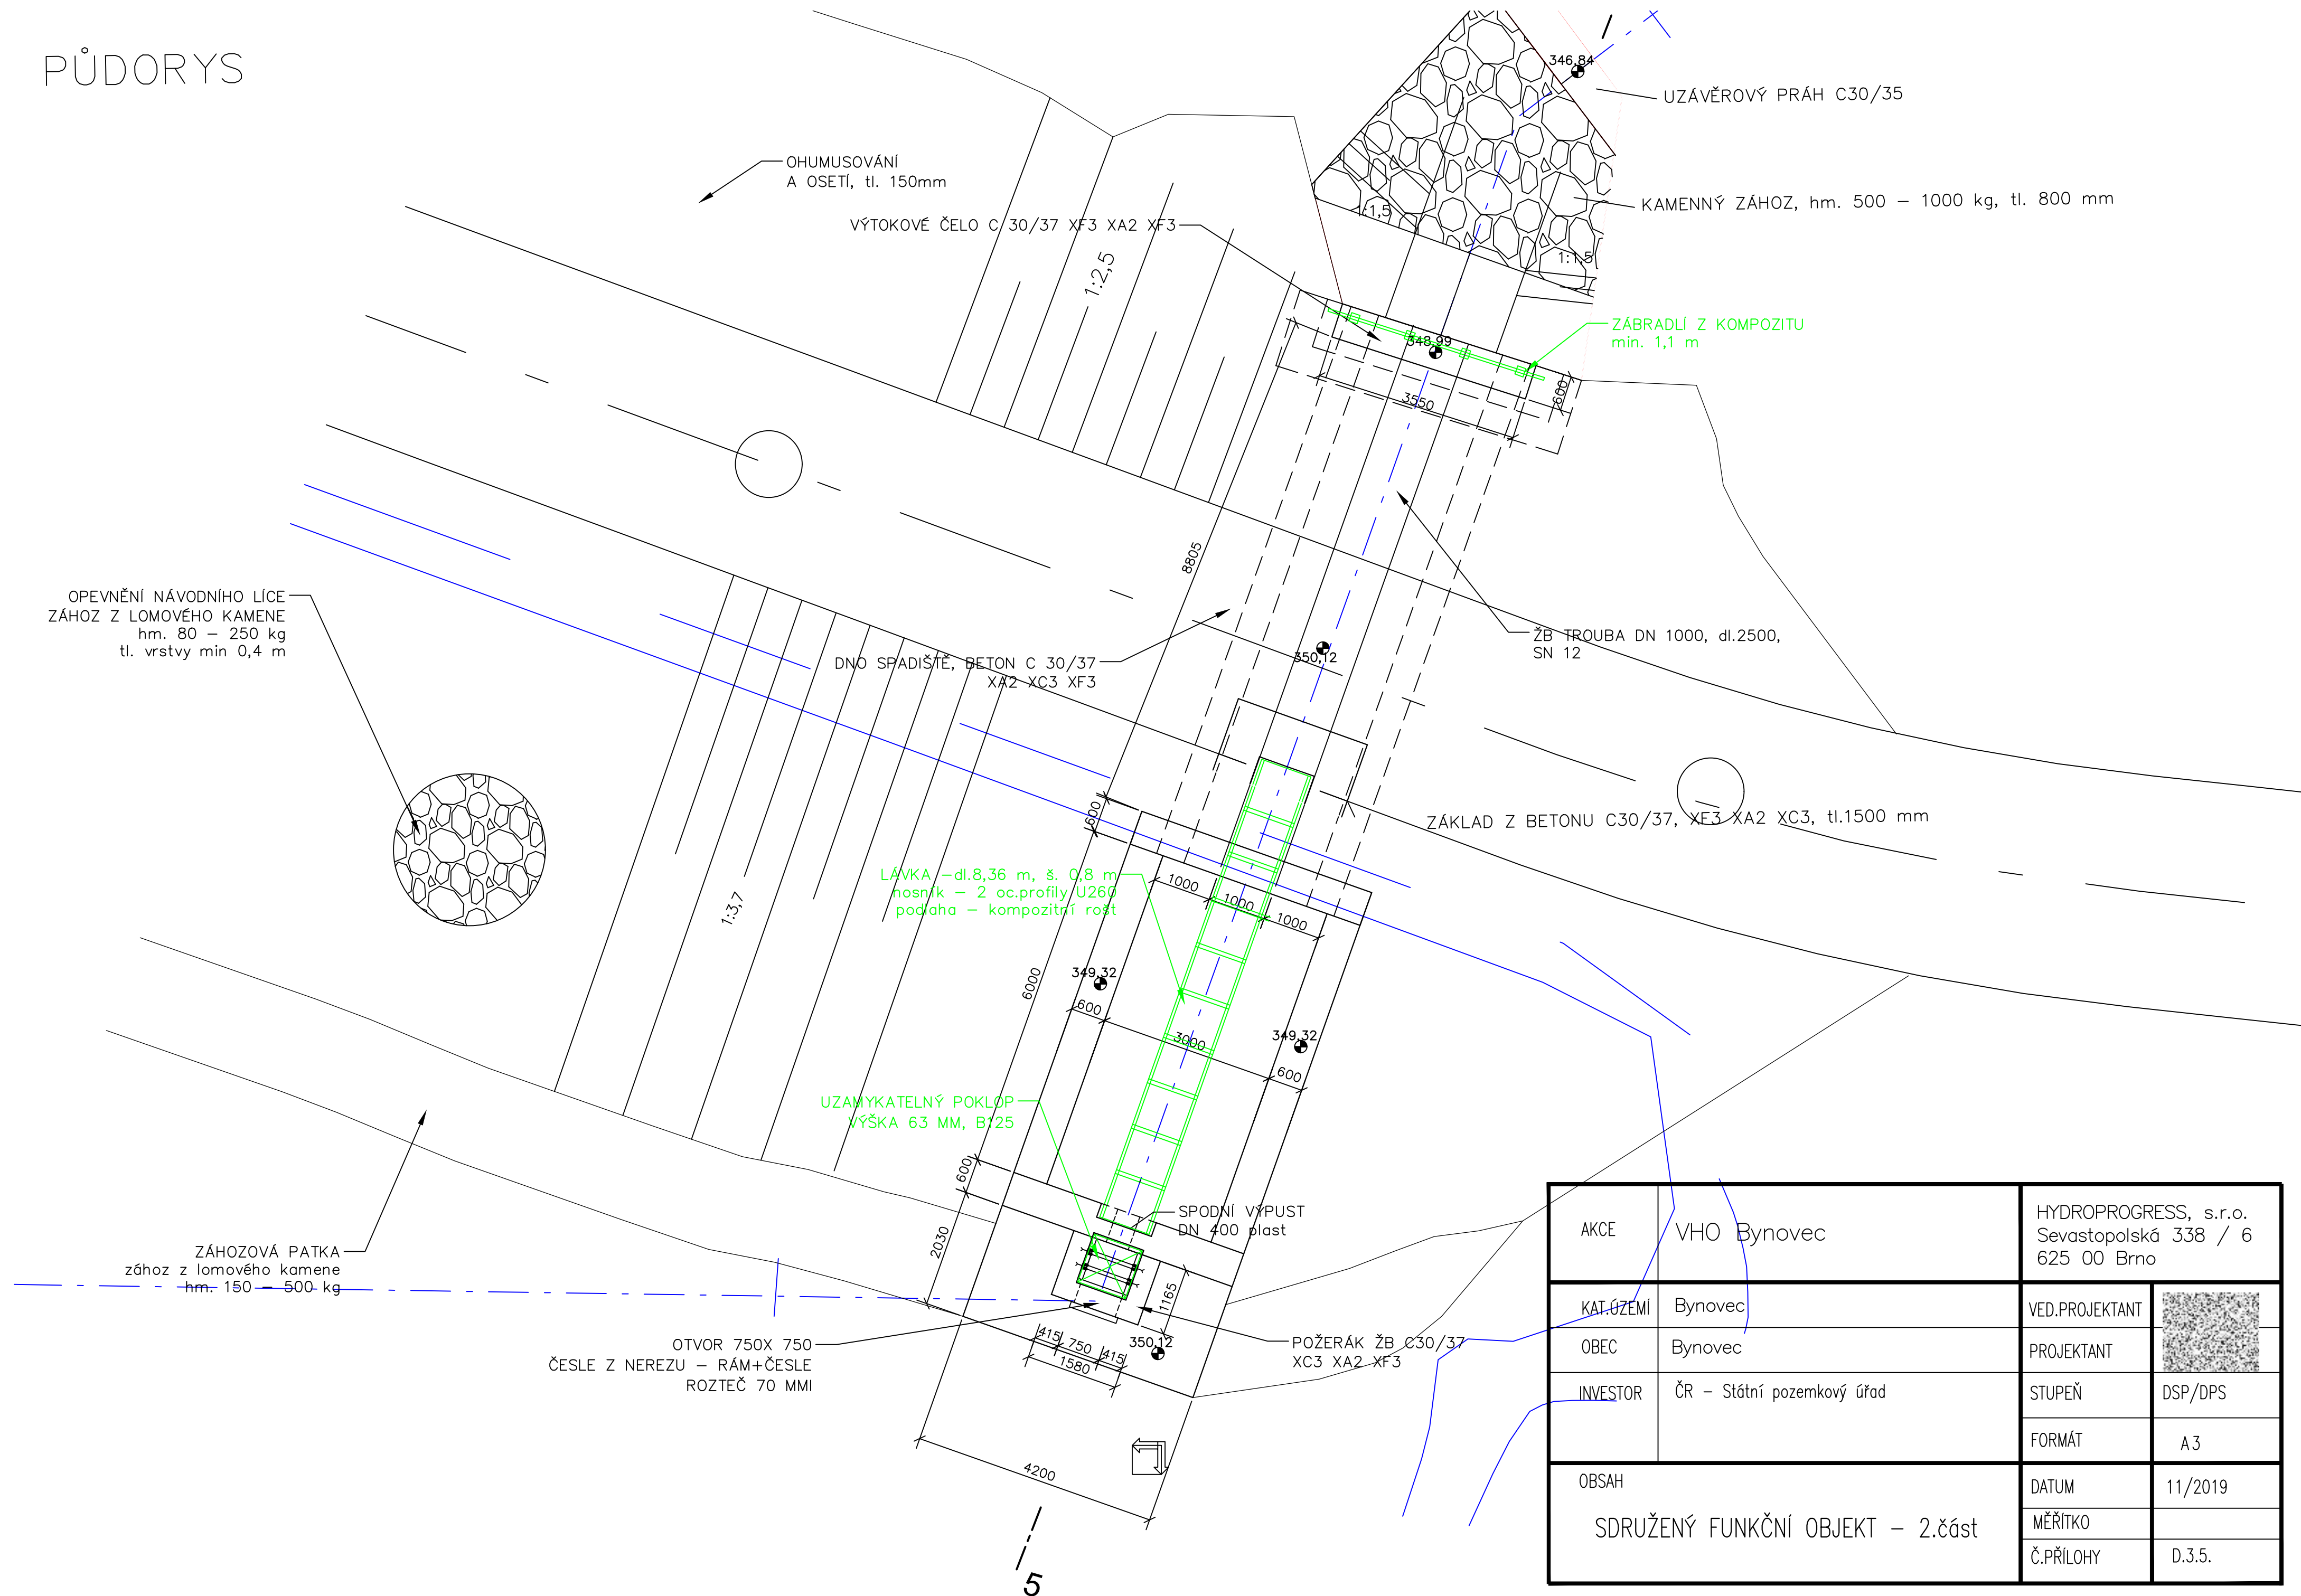 PŮDORYS
346,84
UZÁVĚROVÝ PRÁH C30/35
OHUMUSOVÁNÍ
A OSETÍ, tl. 150mm
KAMENNÝ ZÁHOZ, hm. 500 – 1000 kg, tl. 800 mm
1:1,5
VÝTOKOVÉ ČELO C 30/37 XF3 XA2 XF3
1:1,5
1:2,5
ZÁBRADLÍ Z KOMPOZITU
min. 1,1 m
348,99
3550
600
8805
OPEVNĚNÍ NÁVODNÍHO LÍCE
ZÁHOZ Z LOMOVÉHO KAMENE
hm. 80 – 250 kg
tl. vrstvy min 0,4 m
ŽB TROUBA DN 1000, dl.2500,
SN 12
350,12
DNO SPADIŠTĚ, BETON C 30/37
XA2 XC3 XF3
600
ZÁKLAD Z BETONU C30/37, XF3 XA2 XC3, tl.1500 mm
LÁVKA –dl.8,36 m, š. 0,8 m
nosník – 2 oc.profily U260
podlaha – kompozitní rošt
1000
1000
1000
1:3,7
6000
349,32
600
3000
349,32
600
UZAMYKATELNÝ POKLOP
VÝŠKA 63 MM, B125
600
SPODNÍ VÝPUST
DN 400 plast
2030
ZÁHOZOVÁ PATKA
zához z lomového kamene
hm. 150 – 500 kg
1165
OTVOR 750X 750
ČESLE Z NEREZU – RÁM+ČESLE
ROZTEČ 70 MMI
415
750
415
1580
350,12
POŽERÁK ŽB C30/37
XC3 XA2 XF3
4200
5
AKCE
VHO Bynovec
HYDROPROGRESS, s.r.o.
Sevastopolská 338 / 6
625 00 Brno
KAT.ÚZEMÍ
Bynovec
VED.PROJEKTANT
OBEC
Bynovec
PROJEKTANT
INVESTOR
ČR – Státní pozemkový úřad
STUPEŇ
DSP/DPS
FORMÁT
A3
OBSAH
SDRUŽENÝ FUNKČNÍ OBJEKT – 2.část
DATUM
11/2019
MĚŘÍTKO
Č.PŘÍLOHY
D.3.5.